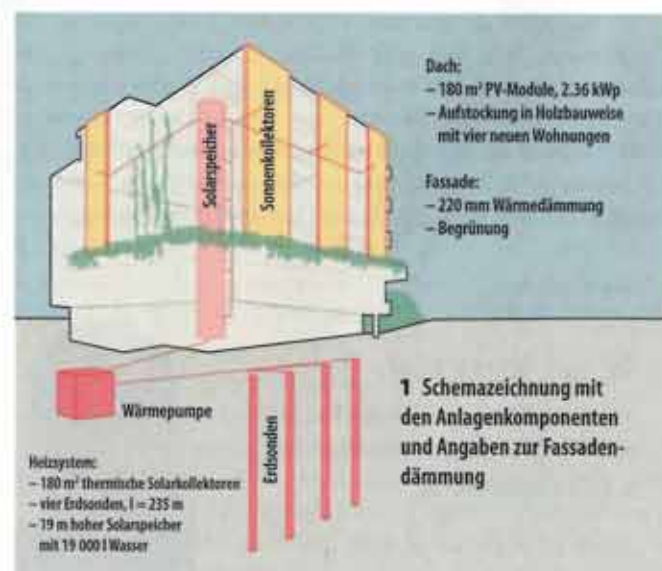 Dach:
– 180 m² PV-Module, 2.36 kWp
– Aufstockung in Holzbauweise
mit vier neuen Wohnungen
Fassade:
– 220 mm Wärmedämmung
– Begrünung
Solarspeicher
Sonnenkollektoren
Wärmepumpe
Erdsonden
1 Schemazeichnung mit
den Anlagenkomponenten
und Angaben zur Fassaden-
dämmung
Heizsystem:
– 180 m² thermische Solarkollektoren
– vier Erdsonden, l = 235 m
– 19 m hoher Solarspeicher
mit 19 000 l Wasser